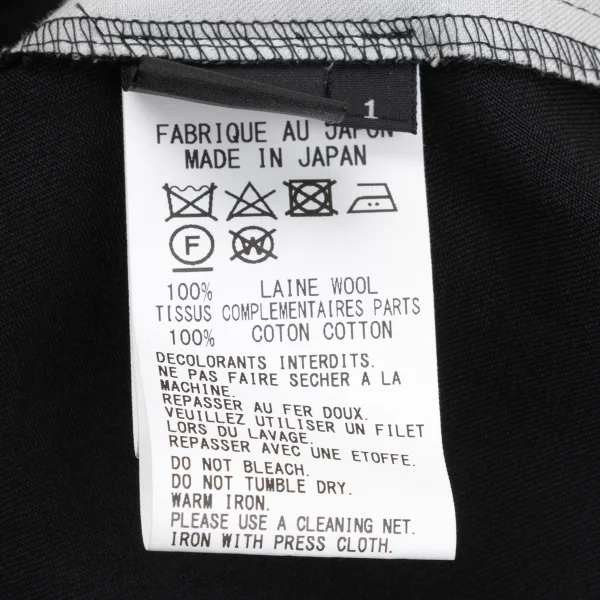 1
FABRIQUE AU JAPON
MADE IN JAPAN
F W
100% LAINE WOOL
TISSUS COMPLEMENTAIRES PARTS
100% COTON COTTON
DECOLORANTS INTERDITS.
NE PAS FAIRE SECHER A LA
MACHINE.
REPASSER AU FER DOUX.
VEUILLEZ UTILISER UN FILET
LORS DU LAVAGE.
REPASSER AVEC UNE ETOFFE.
DO NOT BLEACH.
DO NOT TUMBLE DRY.
WARM IRON.
PLEASE USE A CLEANING NET.
IRON WITH PRESS CLOTH.